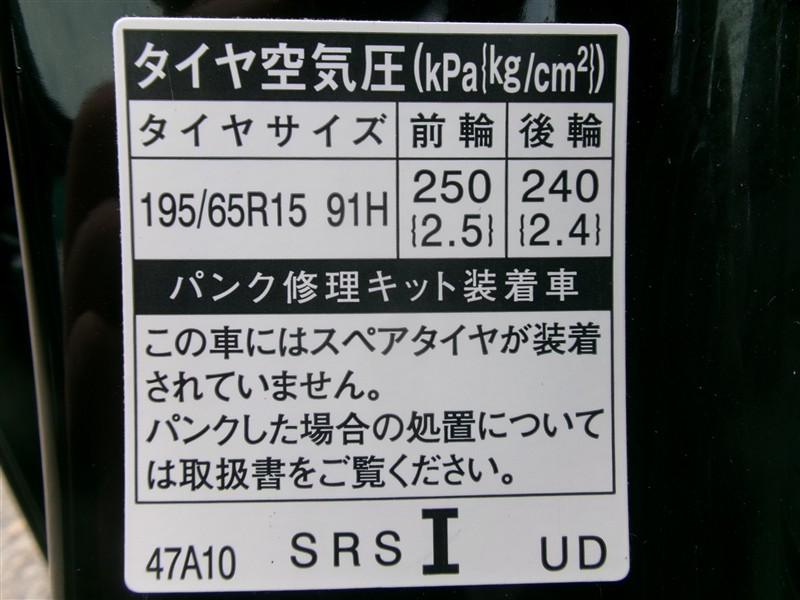 タイヤ空気圧(kPa{kg/cm²})
タイヤサイズ 前輪 後輪
195/65R15 91H 250 {2.5} 240 {2.4}
パンク修理キット装着車
この車にはスペアタイヤが装着
されていません。
パンクした場合の処置について
は取扱書をご覧ください。
47A10 SRS I UD